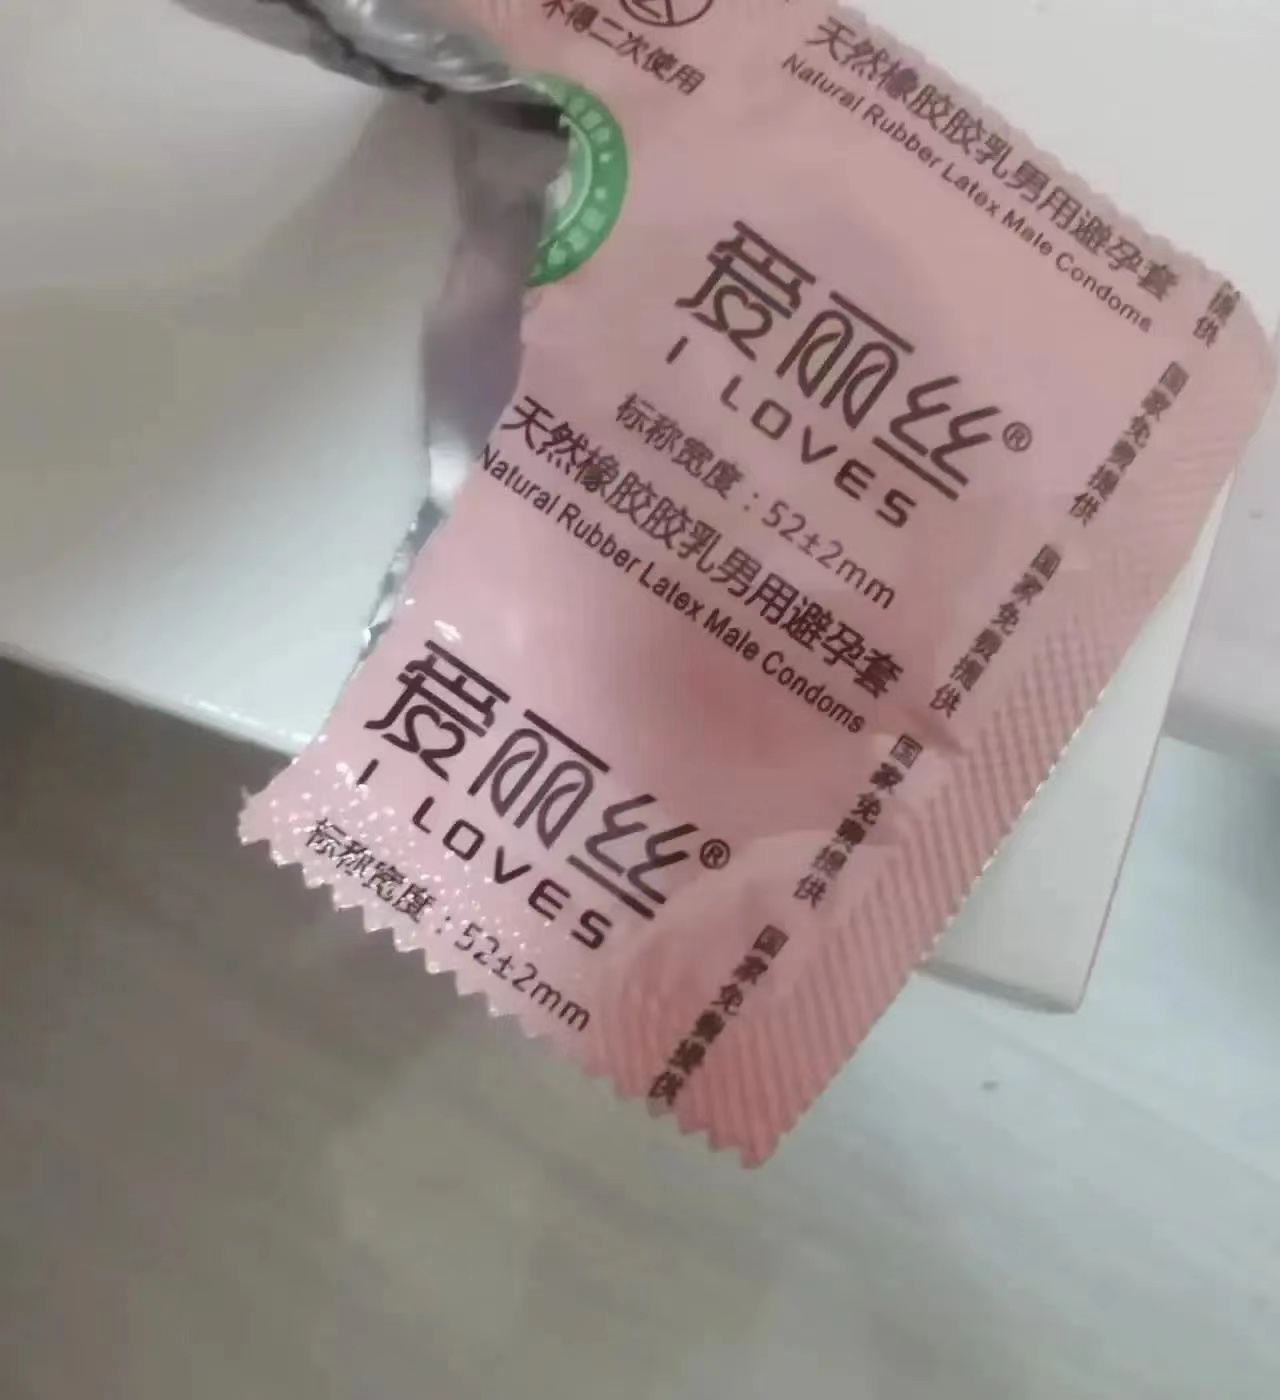 不得二次使用
天然橡胶胶乳男用避孕套
Natural Rubber Latex Male Condoms
爱丽丝®
I LOVES
标称宽度：52±2mm
天然橡胶胶乳男用避孕套
Natural Rubber Latex Male Condoms
爱丽丝®
I LOVES
标称宽度：52±2mm
提供
国家免费提供
国家免费提供
国家免费提供
国家免费提供